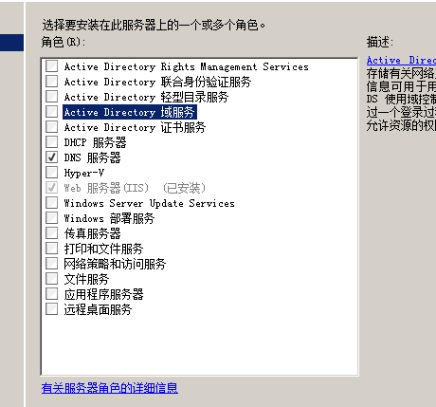 选择要安装在此服务器上的一个或多个角色。
角色(R):
Active Directory Rights Management Services
Active Directory 联合身份验证服务
Active Directory 轻型目录服务
Active Directory 域服务
Active Directory 证书服务
DHCP 服务器
DNS 服务器
Hyper-V
Web 服务器(IIS) (已安装)
Windows Server Update Services
Windows 部署服务
传真服务器
打印和文件服务
网络策略和访问服务
文件服务
应用程序服务器
远程桌面服务
有关服务器角色的详细信息
描述:
Active Direc
存储有关网络
信息可用于用
DS 使用域控制
过一个登录过
允许资源的权